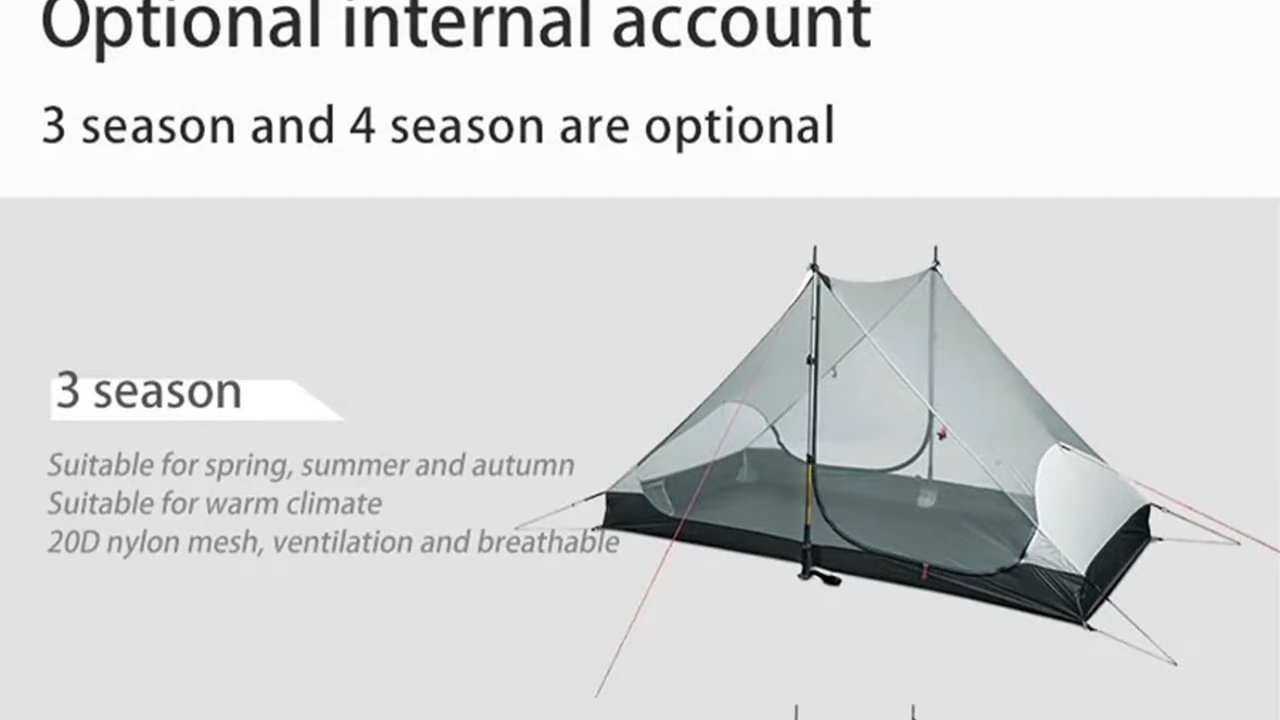 Optional internal account
3 season and 4 season are optional
3 season
Suitable for spring, summer and autumn
Suitable for warm climate
20D nylon mesh, ventilation and breathable